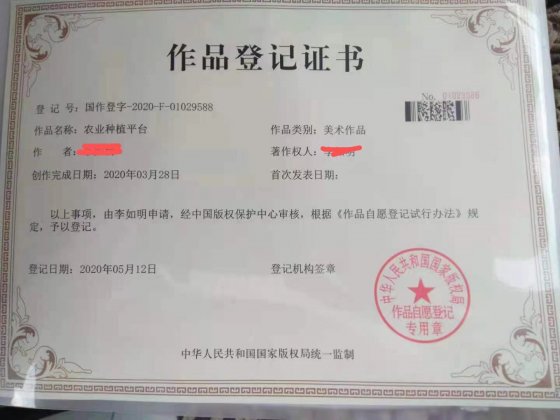 作品登记证书
No. 01029588
登 记 号：国作登字-2020-F-01029588
作品名称：农业种植平台
作品类别：美术作品
作 者：
著作权人：
创作完成日期：2020年03月28日
首次发表日期：
以上事项，由李如明申请，经中国版权保护中心审核，根据《作品自愿登记试行办法》规
定，予以登记。
登记日期：2020年05月12日
登记机构签章
中华人民共和国国家版权局
作品自愿登记
专用章
中华人民共和国国家版权局统一监制